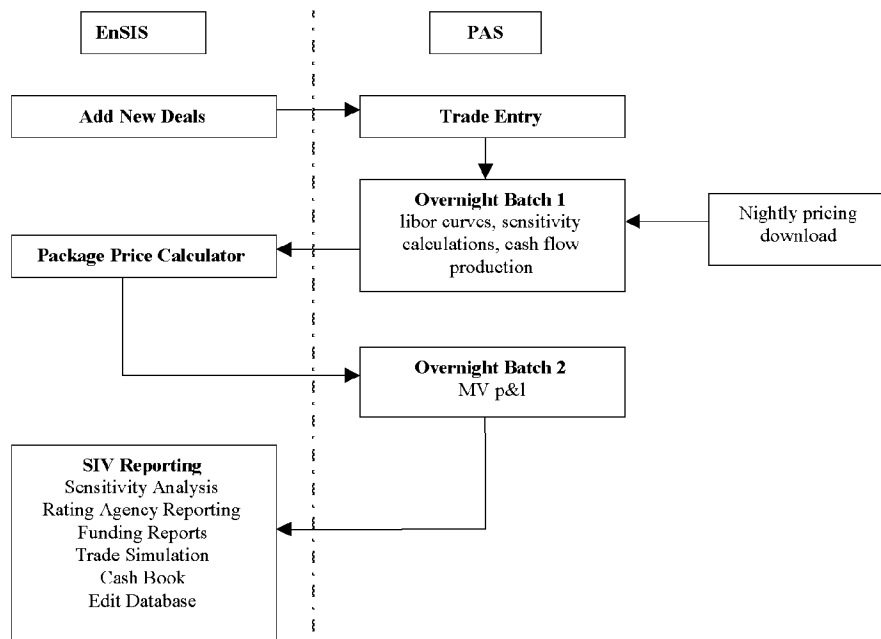 EnSIS
PAS
Add New Deals
Trade Entry
Overnight Batch 1
libor curves, sensitivity
calculations, cash flow
production
Nightly pricing
download
Package Price Calculator
Overnight Batch 2
MV p&l
SIV Reporting
Sensitivity Analysis
Rating Agency Reporting
Funding Reports
Trade Simulation
Cash Book
Edit Database